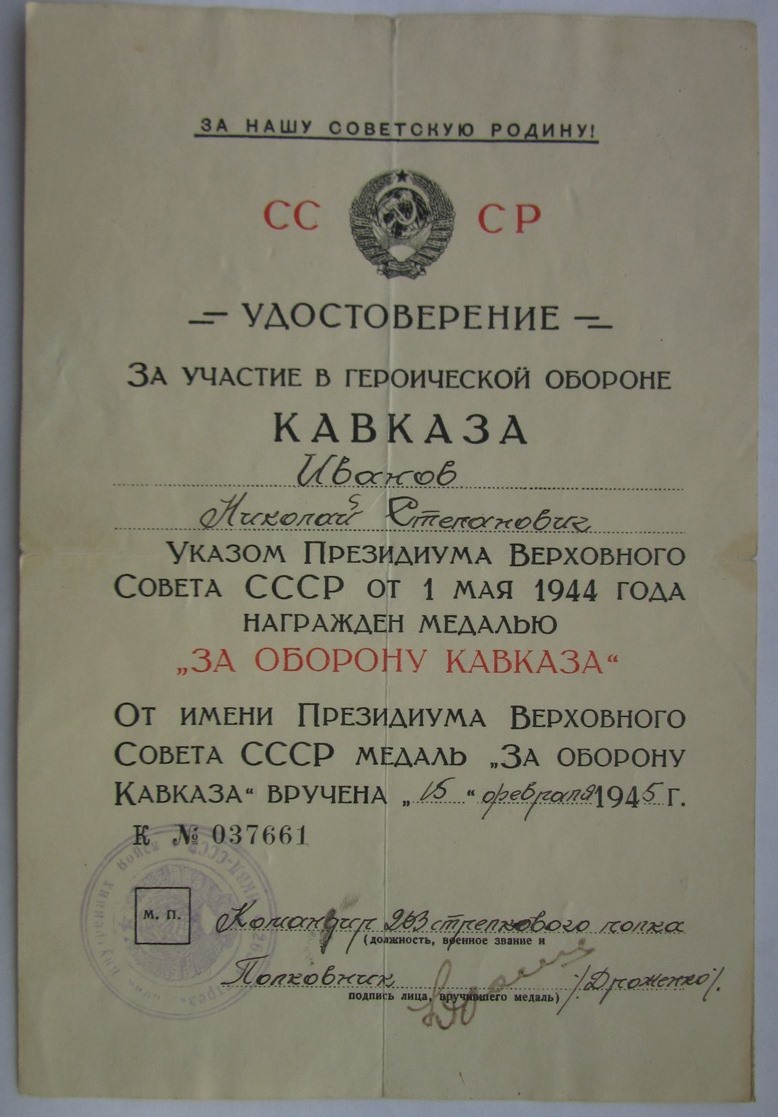 ЗА НАШУ СОВЕТСКУЮ РОДИНУ!
СС СР
УДОСТОВЕРЕНИЕ
ЗА УЧАСТИЕ В ГЕРОИЧЕСКОЙ ОБОРОНЕ
КАВКАЗА
Иванов
Николай Степанович
УКАЗОМ ПРЕЗИДИУМА ВЕРХОВНОГО
СОВЕТА СССР ОТ 1 МАЯ 1944 ГОДА
НАГРАЖДЕН МЕДАЛЬЮ
„ЗА ОБОРОНУ КАВКАЗА“
ОТ ИМЕНИ ПРЕЗИДИУМА ВЕРХОВНОГО
СОВЕТА СССР МЕДАЛЬ „ЗА ОБОРОНУ
КАВКАЗА“ ВРУЧЕНА „15“ февраля 1945 Г.
К № 037661
М. П.
Командир 263 стрелкового полка
(должность, военное звание и
Полковник /Дроженко/.
подпись лица, вручившего медаль)